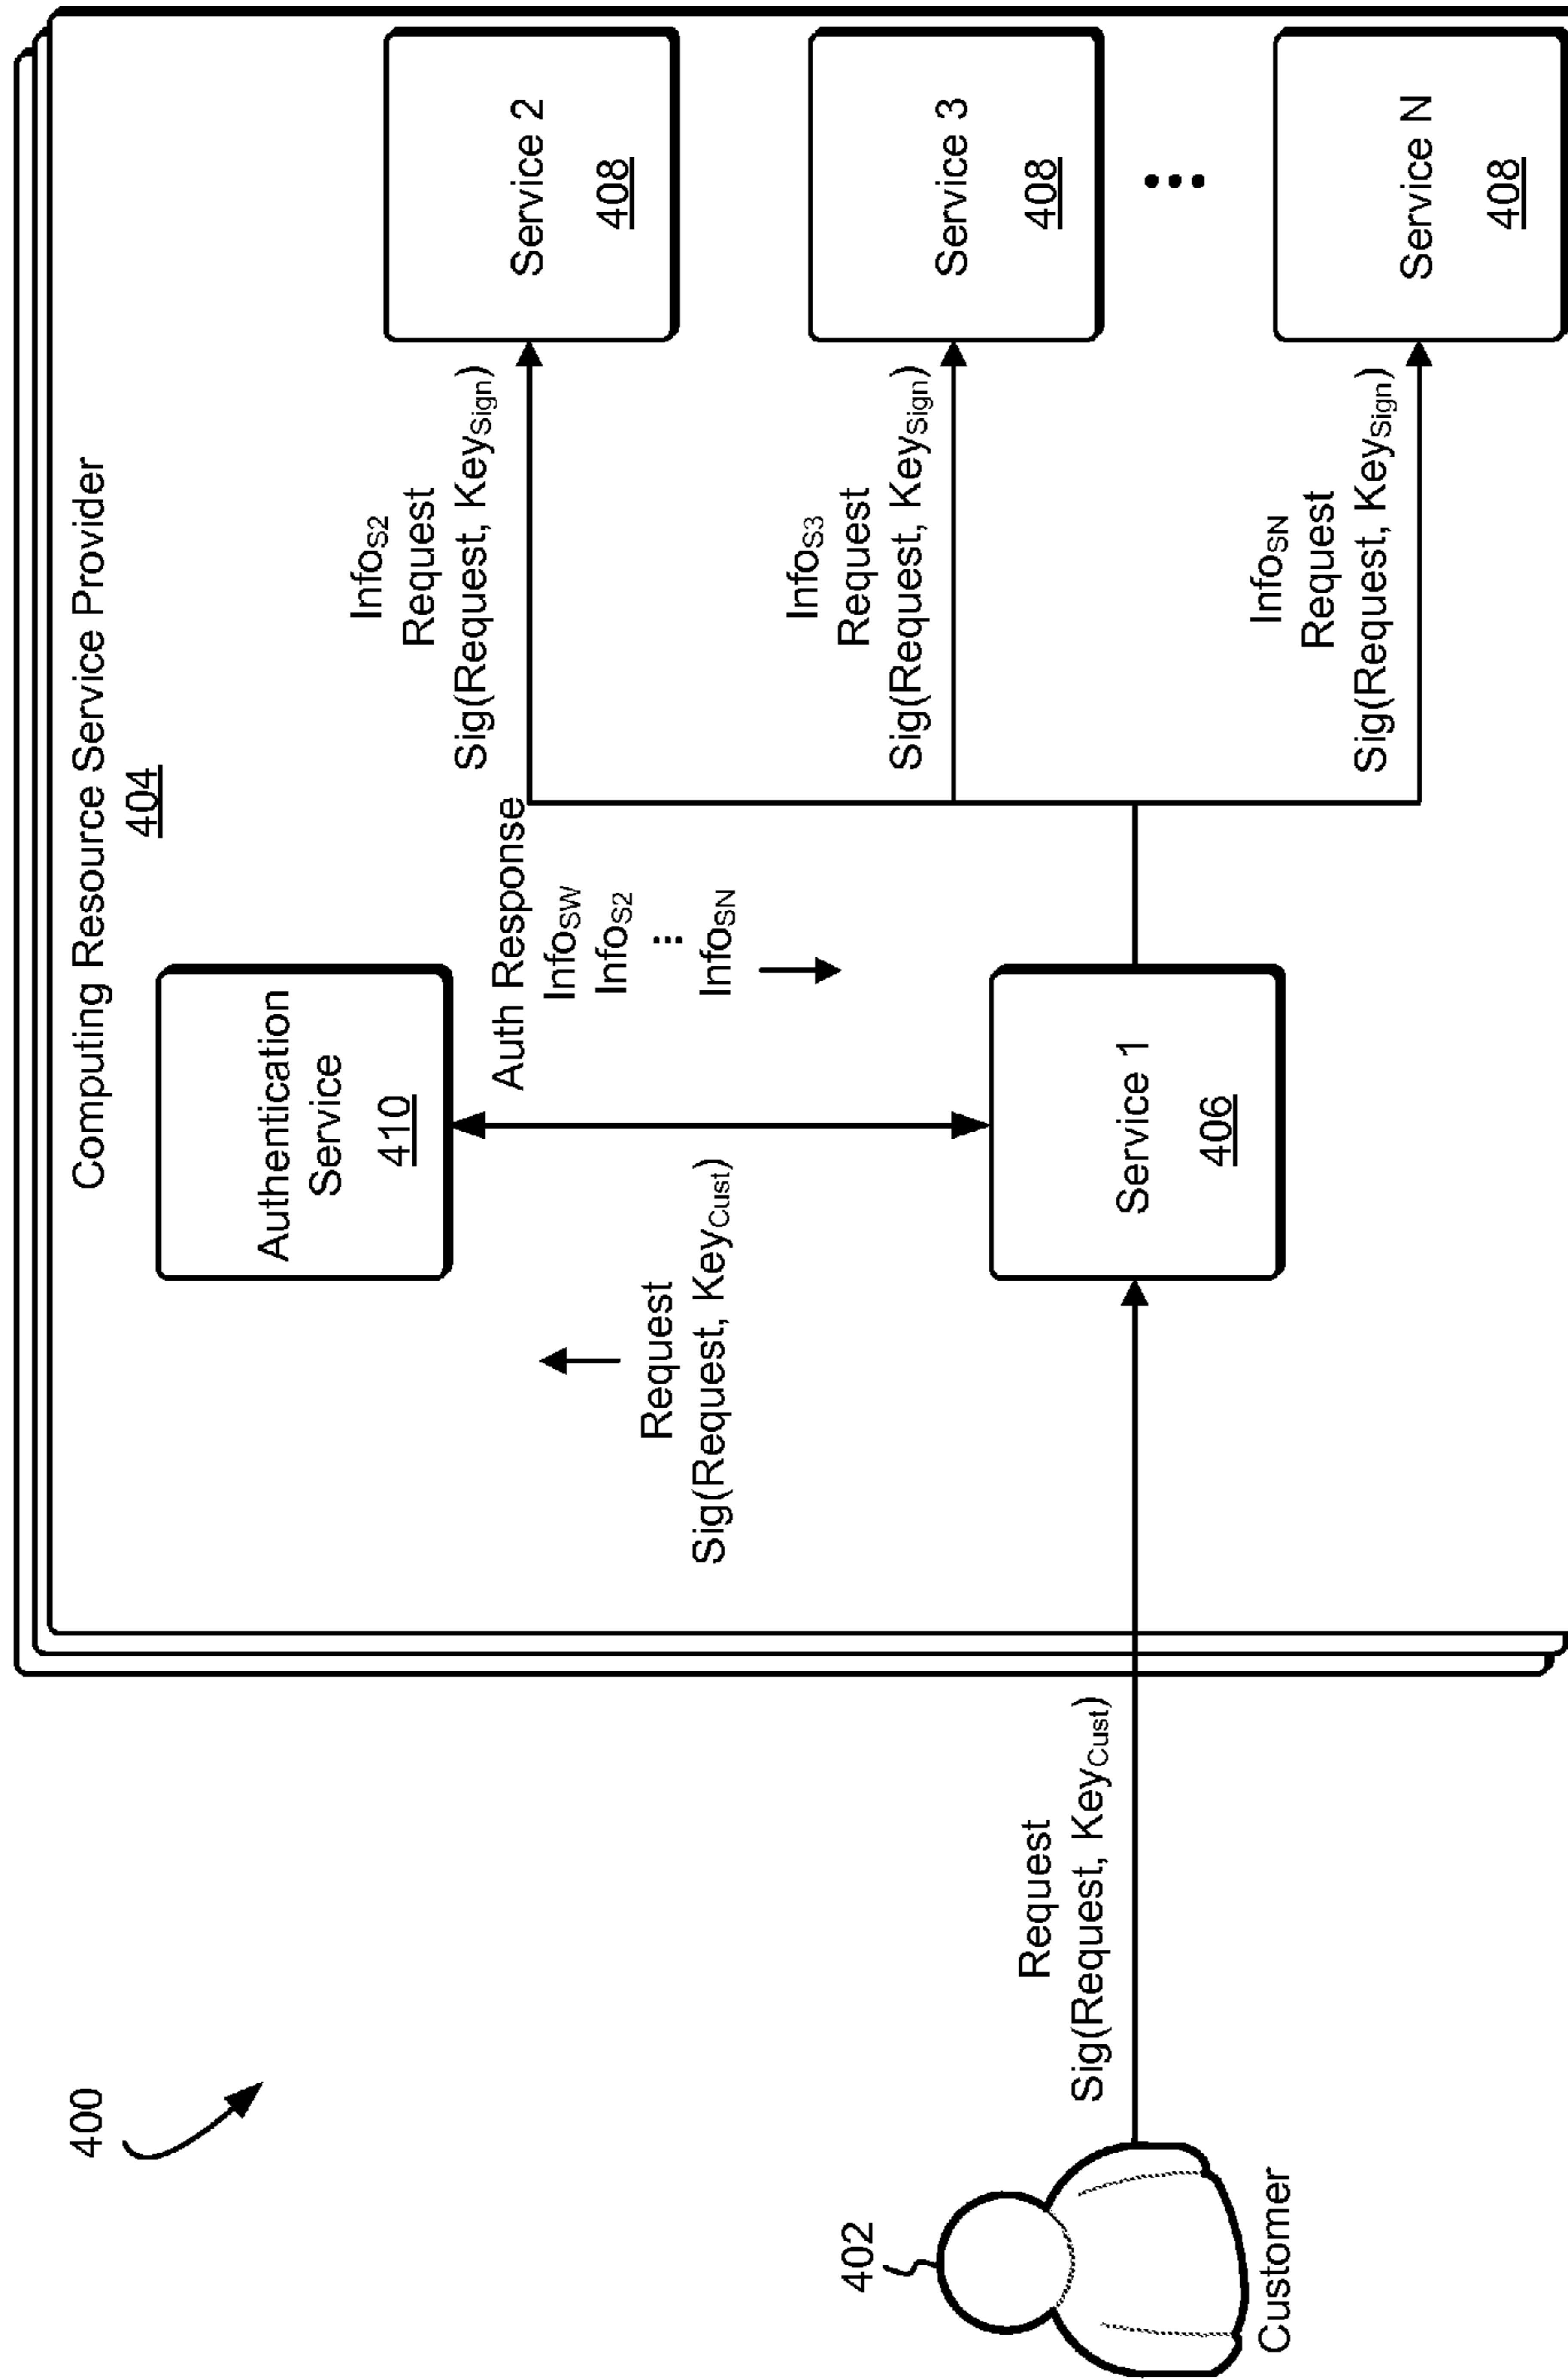 400
Computing Resource Service Provider
404
Authentication
Service
410
Request
Sig(Request, KeyCust)
Auth Response
InfoSW
InfoS2
⋮
InfoSN
InfoS2
Request
Sig(Request, KeySign)
Service 2
408
InfoS3
Request
Sig(Request, KeySign)
Service 3
408
⋮
InfoSN
Request
Sig(Request, KeySign)
Service N
408
402
Customer
Request
Sig(Request, KeyCust)
Service 1
406